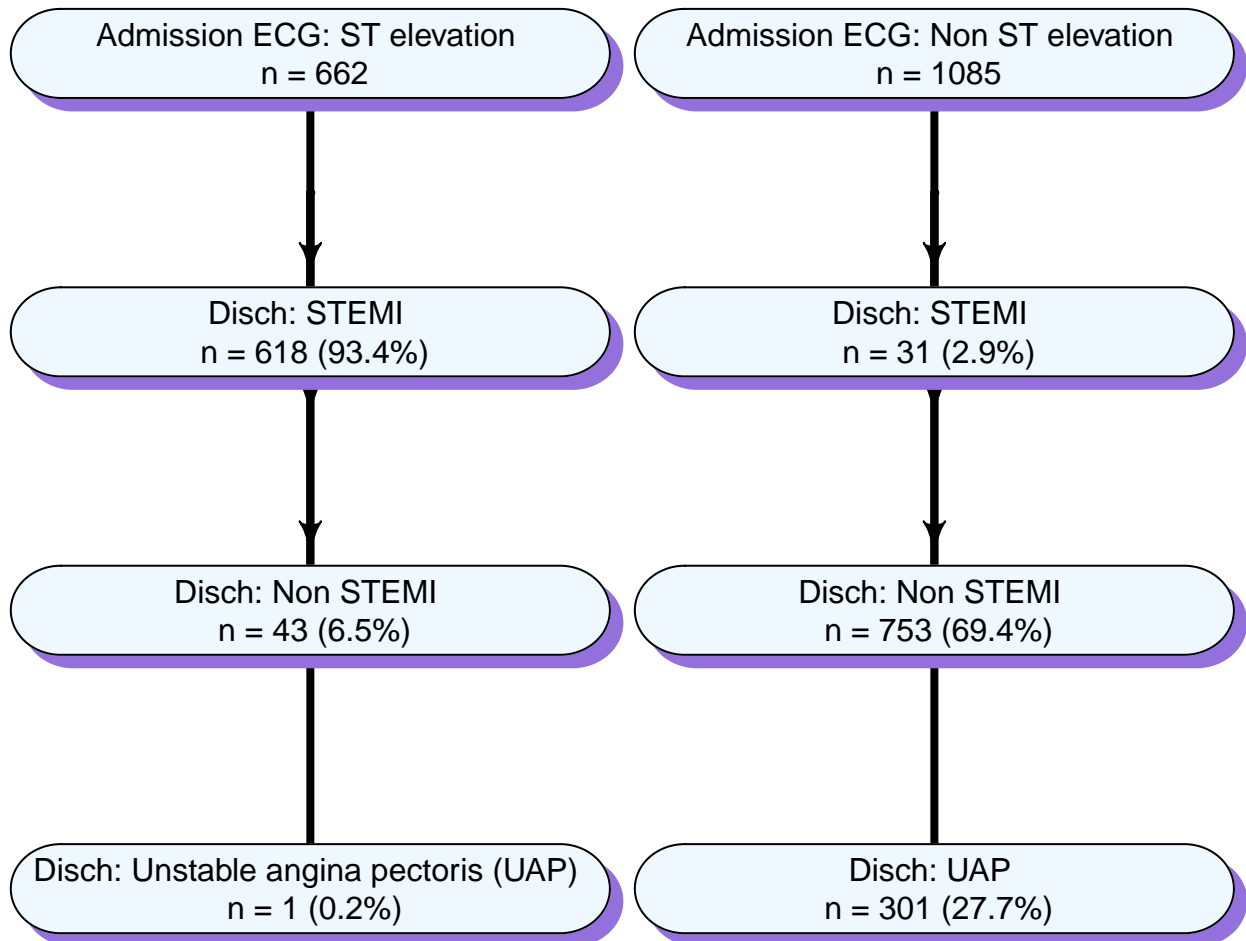 Admission ECG: ST elevation
n = 662
Admission ECG: Non ST elevation
n = 1085
Disch: STEMI
n = 618 (93.4%)
Disch: STEMI
n = 31 (2.9%)
Disch: Non STEMI
n = 43 (6.5%)
Disch: Non STEMI
n = 753 (69.4%)
Disch: Unstable angina pectoris (UAP)
n = 1 (0.2%)
Disch: UAP
n = 301 (27.7%)